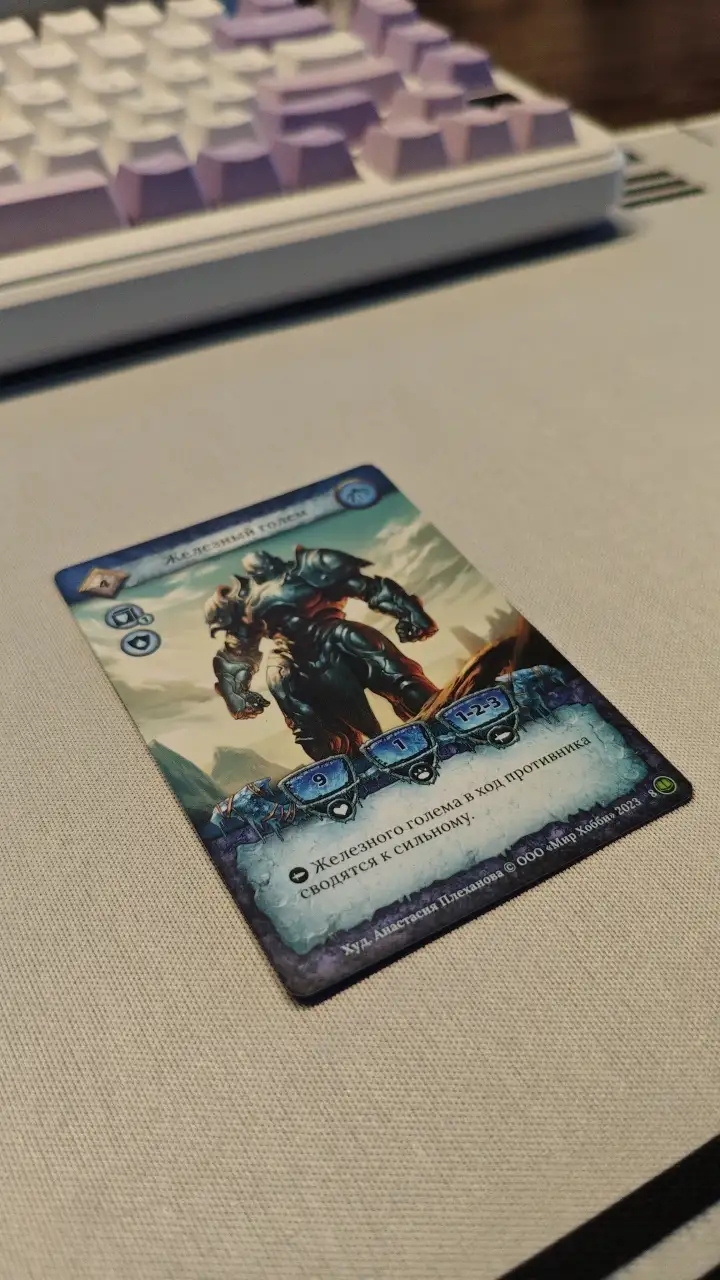 Железный голем
9
1
1-2-3
Железного голема в ход противника
сводятся к сильному.
Худ. Анастасия Плеханова © ООО «Мир Хобби» 2023 8